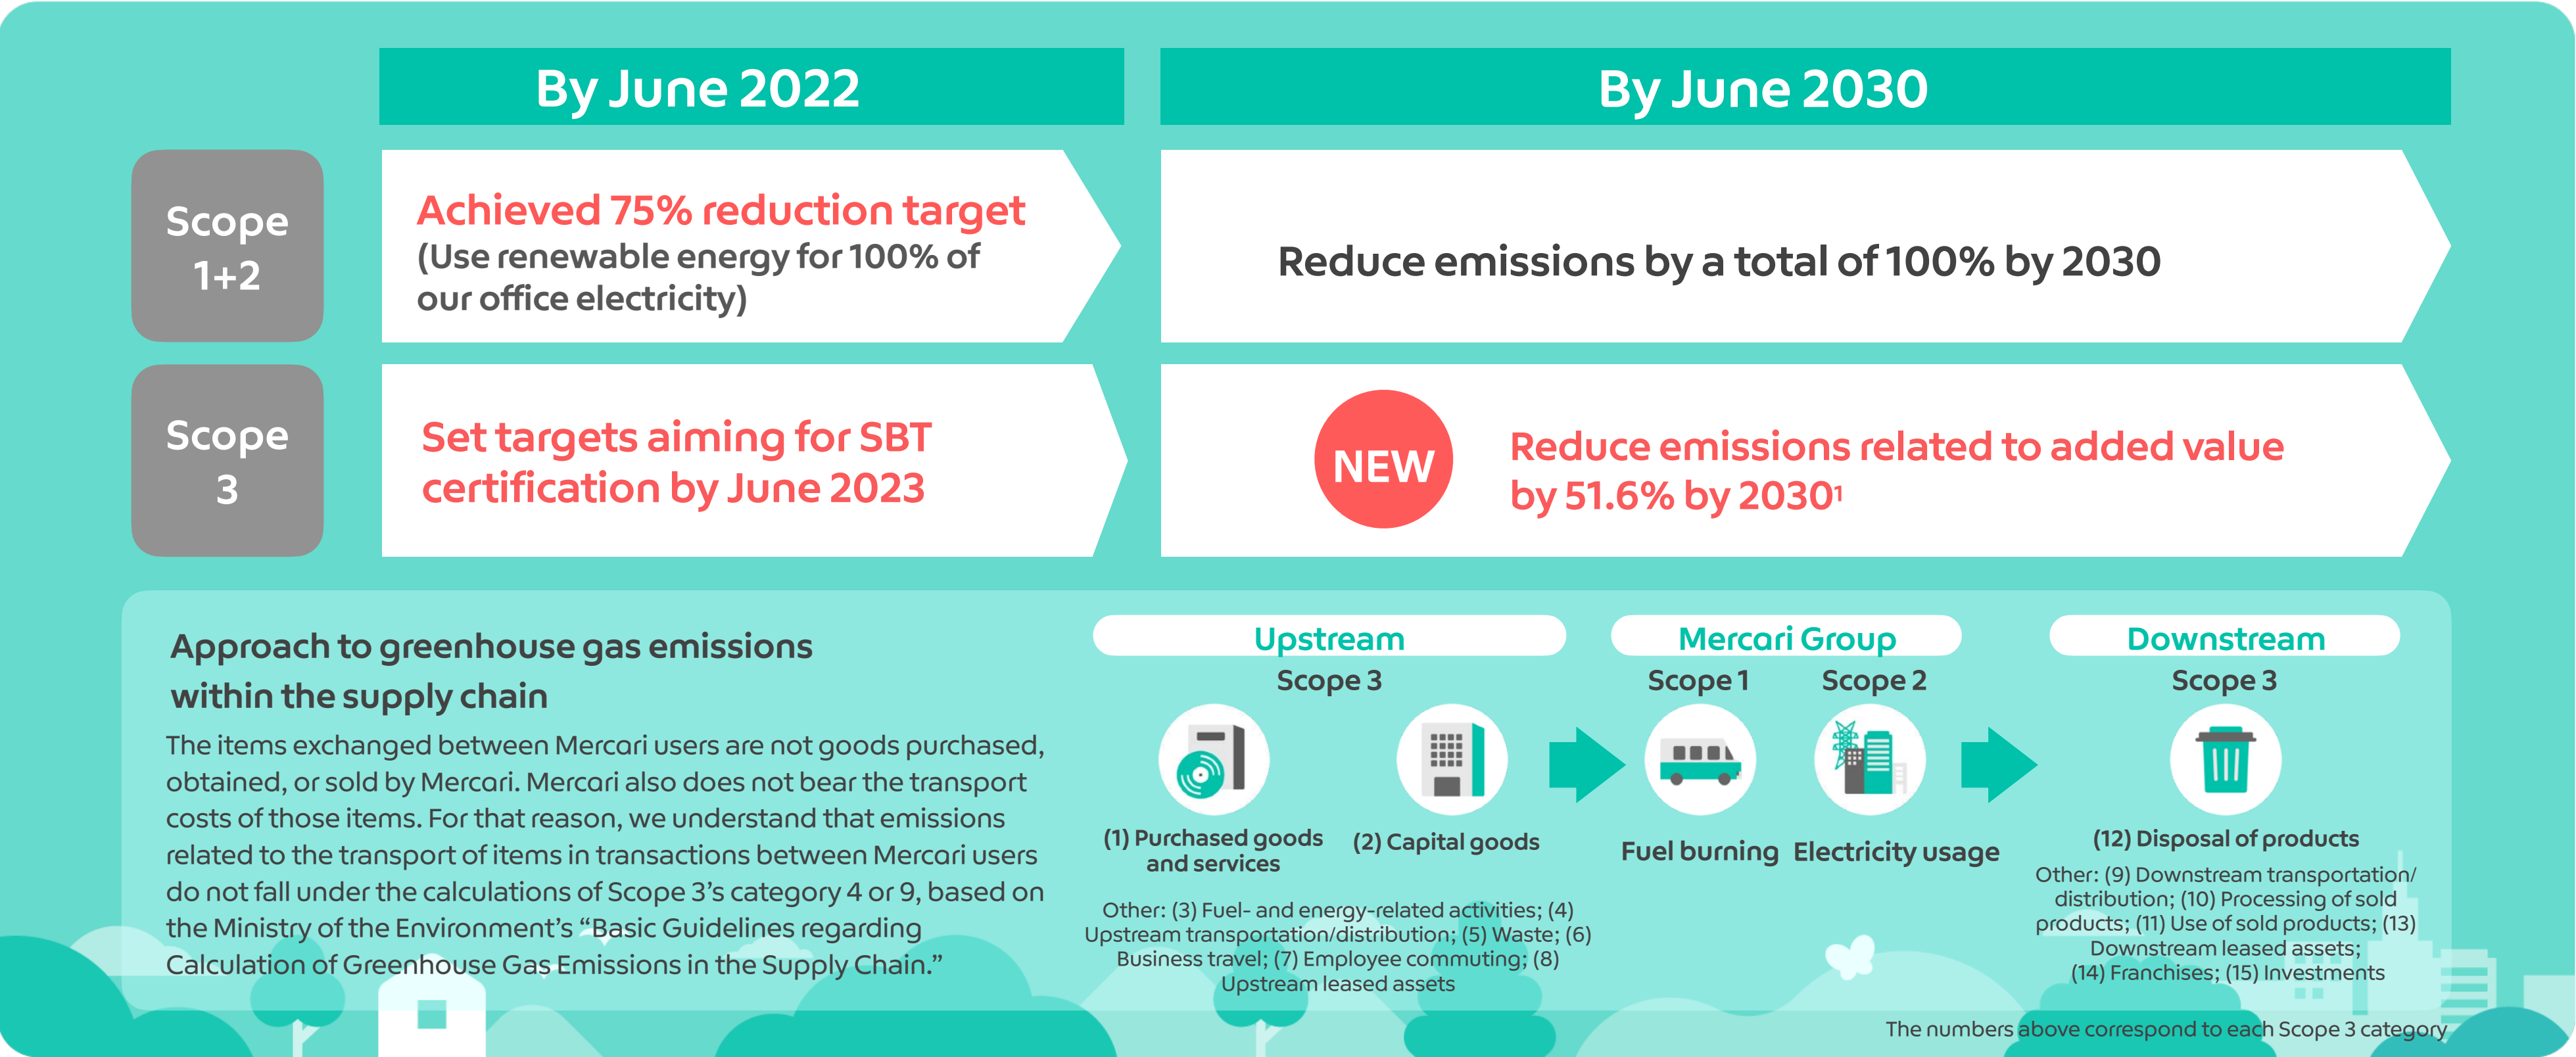 By June 2022
By June 2030
Scope
1+2
Achieved 75% reduction target
(Use renewable energy for 100% of
our office electricity)
Reduce emissions by a total of 100% by 2030
Scope
3
Set targets aiming for SBT
certification by June 2023
NEW
Reduce emissions related to added value
by 51.6% by 2030¹
Approach to greenhouse gas emissions
within the supply chain
The items exchanged between Mercari users are not goods purchased,
obtained, or sold by Mercari. Mercari also does not bear the transport
costs of those items. For that reason, we understand that emissions
related to the transport of items in transactions between Mercari users
do not fall under the calculations of Scope 3’s category 4 or 9, based on
the Ministry of the Environment’s “Basic Guidelines regarding
Calculation of Greenhouse Gas Emissions in the Supply Chain.”
Upstream
Scope 3
(1) Purchased goods
and services
(2) Capital goods
Other: (3) Fuel- and energy-related activities; (4)
Upstream transportation/distribution; (5) Waste; (6)
Business travel; (7) Employee commuting; (8)
Upstream leased assets
Mercari Group
Scope 1
Scope 2
Fuel burning
Electricity usage
Downstream
Scope 3
(12) Disposal of products
Other: (9) Downstream transportation/
distribution; (10) Processing of sold
products; (11) Use of sold products; (13)
Downstream leased assets;
(14) Franchises; (15) Investments
The numbers above correspond to each Scope 3 category